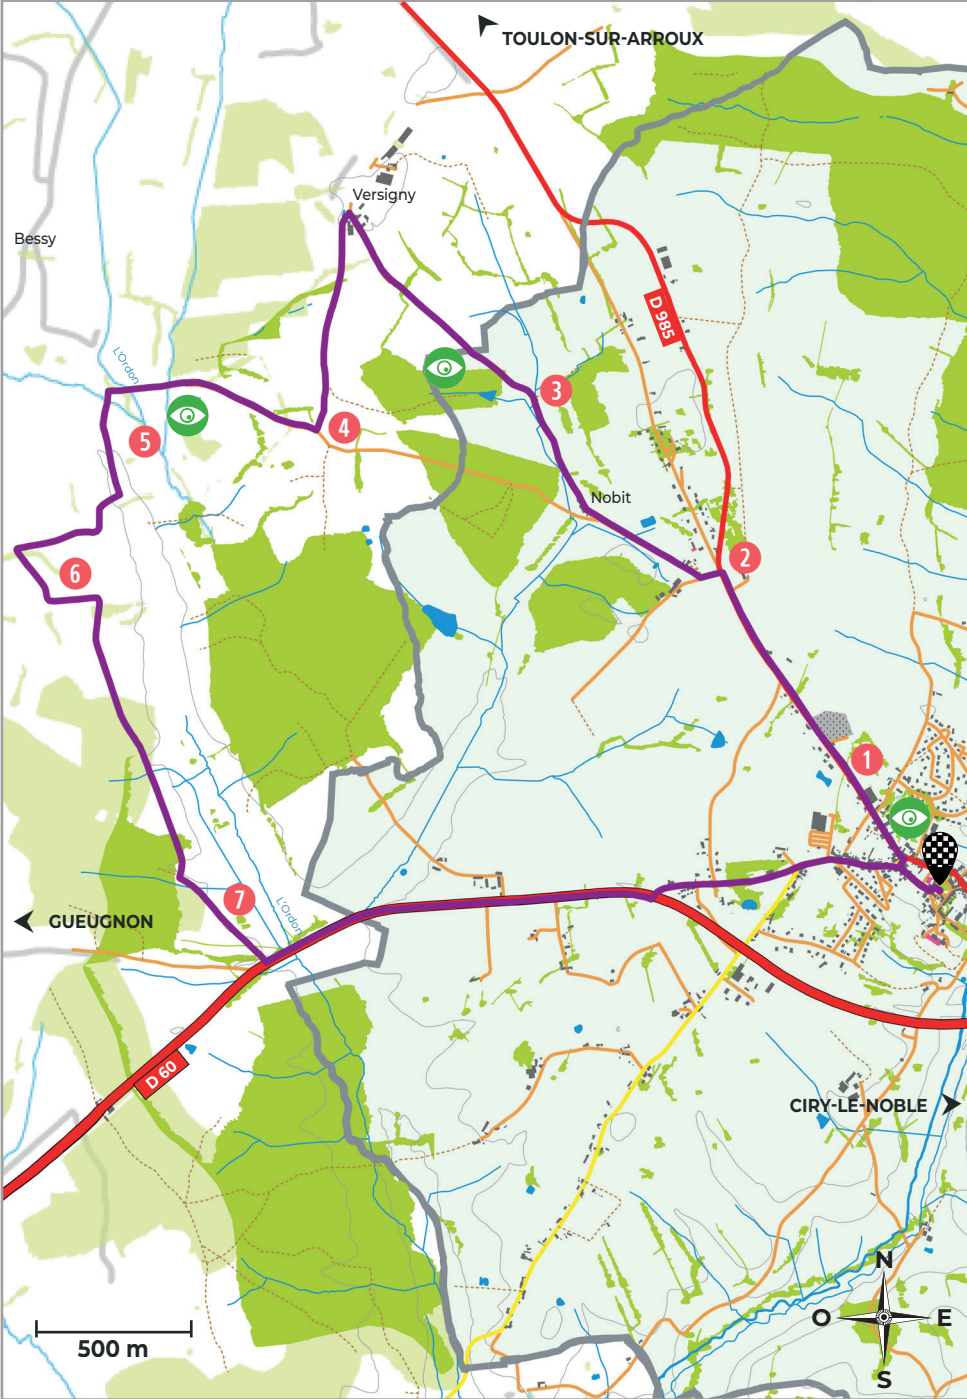 TOULON-SUR-ARROUX
Versigny
Bessy
D 985
L'Ordon
3
4
5
Nobit
2
6
1
7
L'Ordon
GUEUGNON
D 60
CIRY-LE-NOBLE
N
O
E
S
500 m